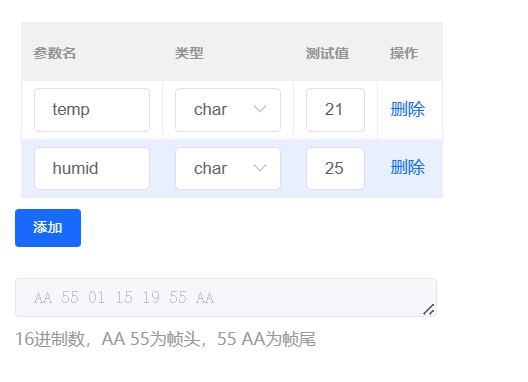 参数名 类型 测试值 操作
temp char 21 删除
humid char 25 删除
添加
AA 55 01 15 19 55 AA
16进制数，AA 55为帧头，55 AA为帧尾